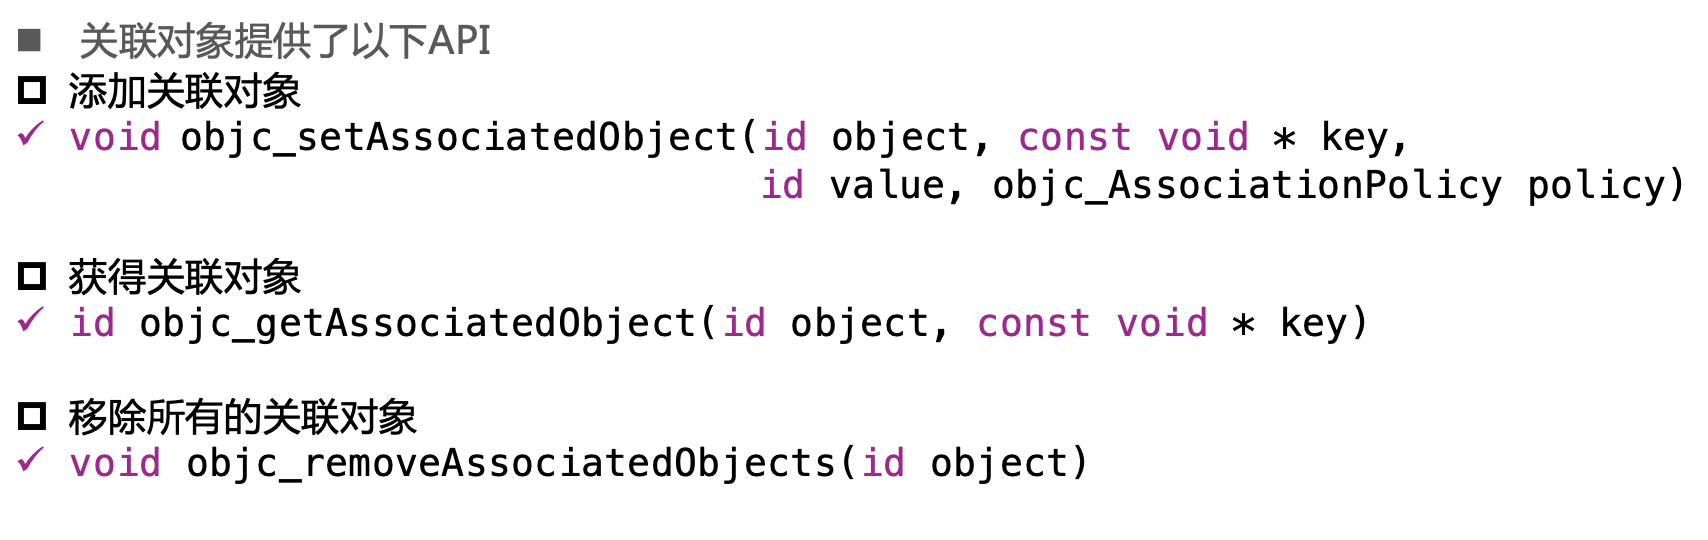 ■ 关联对象提供了以下API
添加关联对象
✓ void objc_setAssociatedObject(id object, const void * key,
id value, objc_AssociationPolicy policy)
获得关联对象
✓ id objc_getAssociatedObject(id object, const void * key)
移除所有的关联对象
✓ void objc_removeAssociatedObjects(id object)